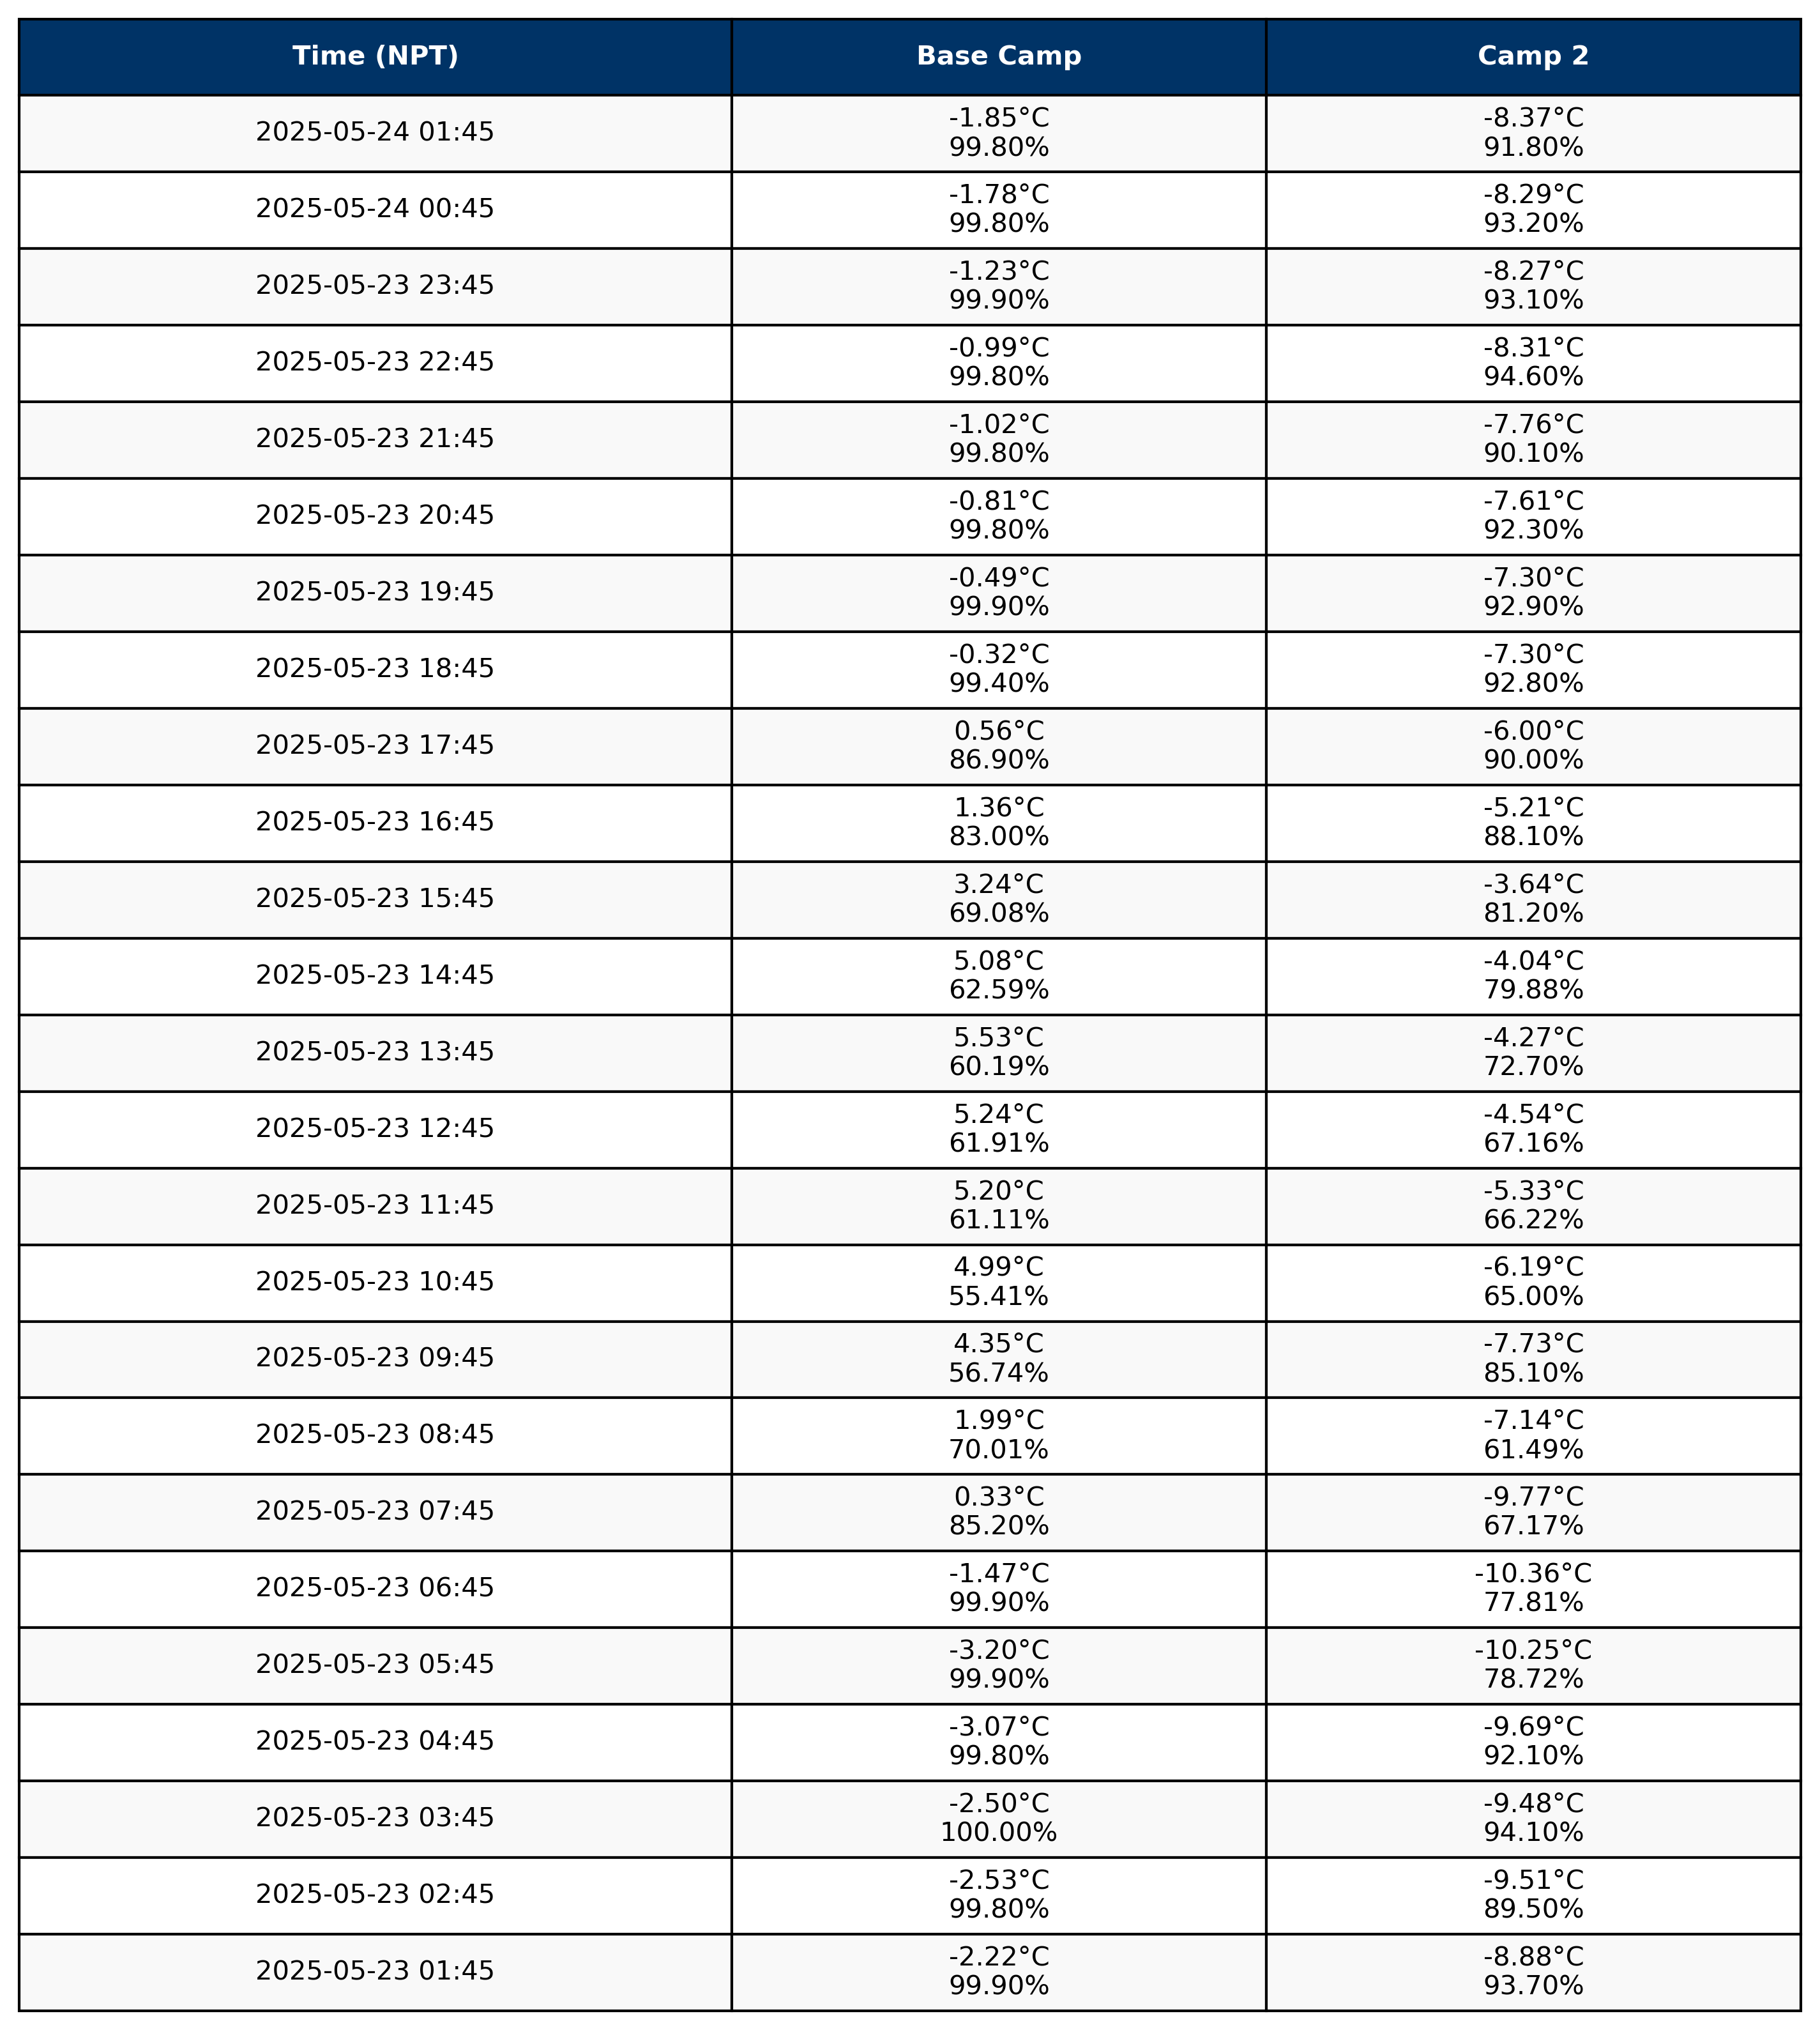 Time (NPT) Base Camp Camp 2
2025-05-24 01:45 -1.85°C -8.37°C
99.80% 91.80%
2025-05-24 00:45 -1.78°C -8.29°C
99.80% 93.20%
2025-05-23 23:45 -1.23°C -8.27°C
99.90% 93.10%
2025-05-23 22:45 -0.99°C -8.31°C
99.80% 94.60%
2025-05-23 21:45 -1.02°C -7.76°C
99.80% 90.10%
2025-05-23 20:45 -0.81°C -7.61°C
99.80% 92.30%
2025-05-23 19:45 -0.49°C -7.30°C
99.90% 92.90%
2025-05-23 18:45 -0.32°C -7.30°C
99.40% 92.80%
2025-05-23 17:45 0.56°C -6.00°C
86.90% 90.00%
2025-05-23 16:45 1.36°C -5.21°C
83.00% 88.10%
2025-05-23 15:45 3.24°C -3.64°C
69.08% 81.20%
2025-05-23 14:45 5.08°C -4.04°C
62.59% 79.88%
2025-05-23 13:45 5.53°C -4.27°C
60.19% 72.70%
2025-05-23 12:45 5.24°C -4.54°C
61.91% 67.16%
2025-05-23 11:45 5.20°C -5.33°C
61.11% 66.22%
2025-05-23 10:45 4.99°C -6.19°C
55.41% 65.00%
2025-05-23 09:45 4.35°C -7.73°C
56.74% 85.10%
2025-05-23 08:45 1.99°C -7.14°C
70.01% 61.49%
2025-05-23 07:45 0.33°C -9.77°C
85.20% 67.17%
2025-05-23 06:45 -1.47°C -10.36°C
99.90% 77.81%
2025-05-23 05:45 -3.20°C -10.25°C
99.90% 78.72%
2025-05-23 04:45 -3.07°C -9.69°C
99.80% 92.10%
2025-05-23 03:45 -2.50°C -9.48°C
100.00% 94.10%
2025-05-23 02:45 -2.53°C -9.51°C
99.80% 89.50%
2025-05-23 01:45 -2.22°C -8.88°C
99.90% 93.70%